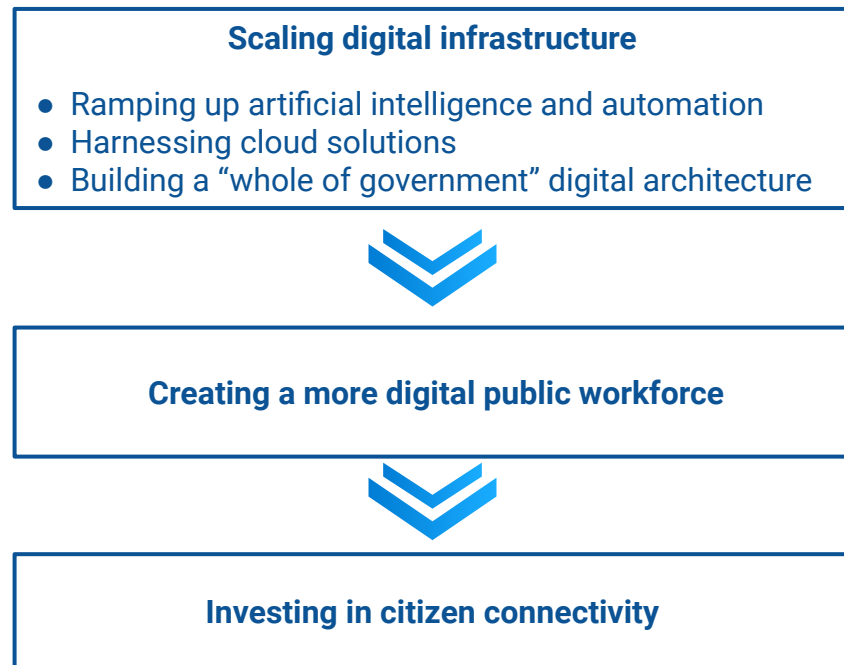 Scaling digital infrastructure
● Ramping up artificial intelligence and automation
● Harnessing cloud solutions
● Building a “whole of government” digital architecture
Creating a more digital public workforce
Investing in citizen connectivity